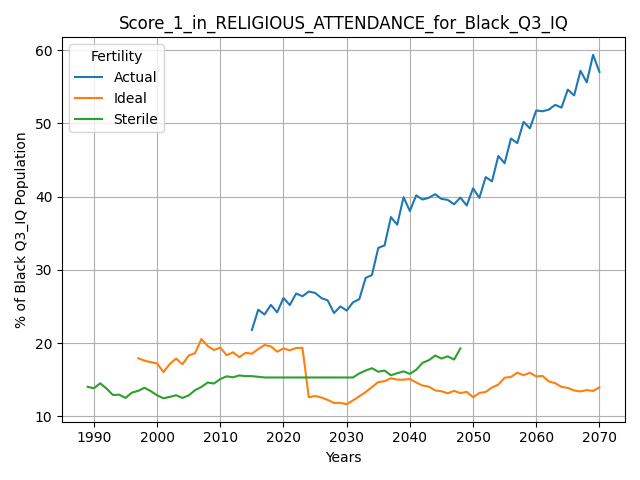 Score_1_in_RELIGIOUS_ATTENDANCE_for_Black_Q3_IQ
Fertility
Actual
Ideal
Sterile
% of Black Q3_IQ Population
60
50
40
30
20
10
1990 2000 2010 2020 2030 2040 2050 2060 2070
Years